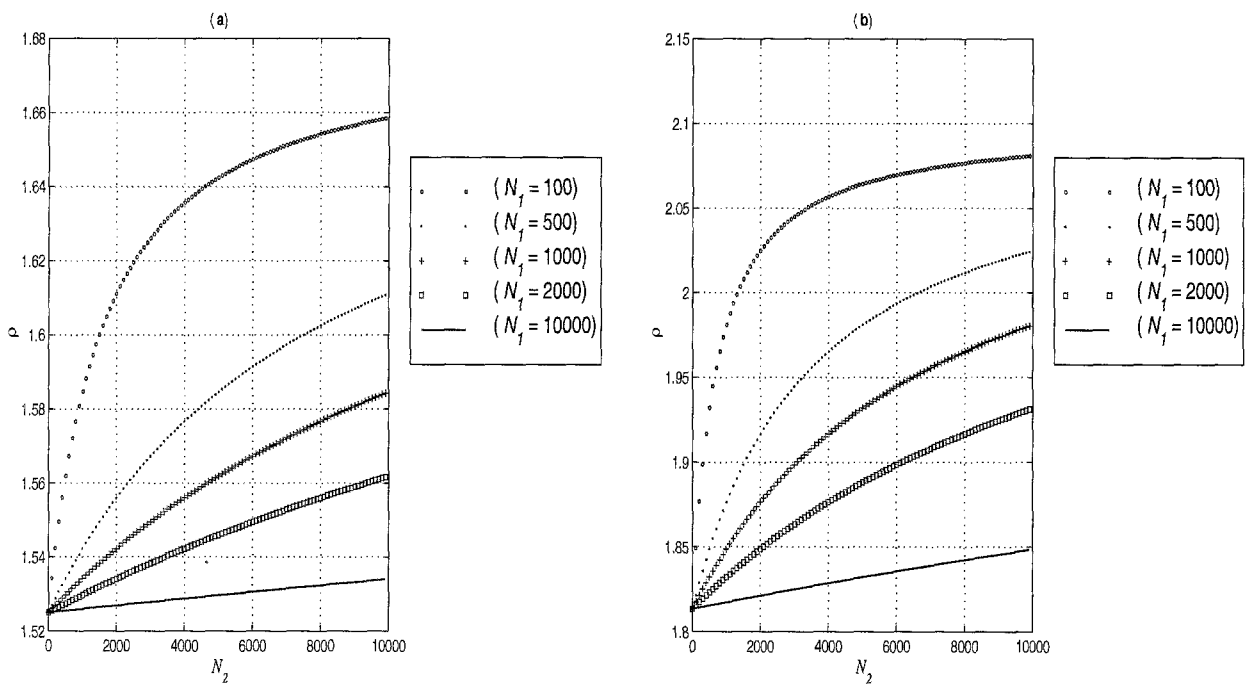 (a)
1.68
1.66
1.64
1.62
1.6
1.58
1.56
1.54
1.52
ρ
0 2000 4000 6000 8000 10000
N₂
(N₁ = 100)
(N₁ = 500)
(N₁ = 1000)
(N₁ = 2000)
(N₁ = 10000)
(b)
2.15
2.1
2.05
2
1.95
1.9
1.85
1.8
ρ
0 2000 4000 6000 8000 10000
N₂
(N₁ = 100)
(N₁ = 500)
(N₁ = 1000)
(N₁ = 2000)
(N₁ = 10000)